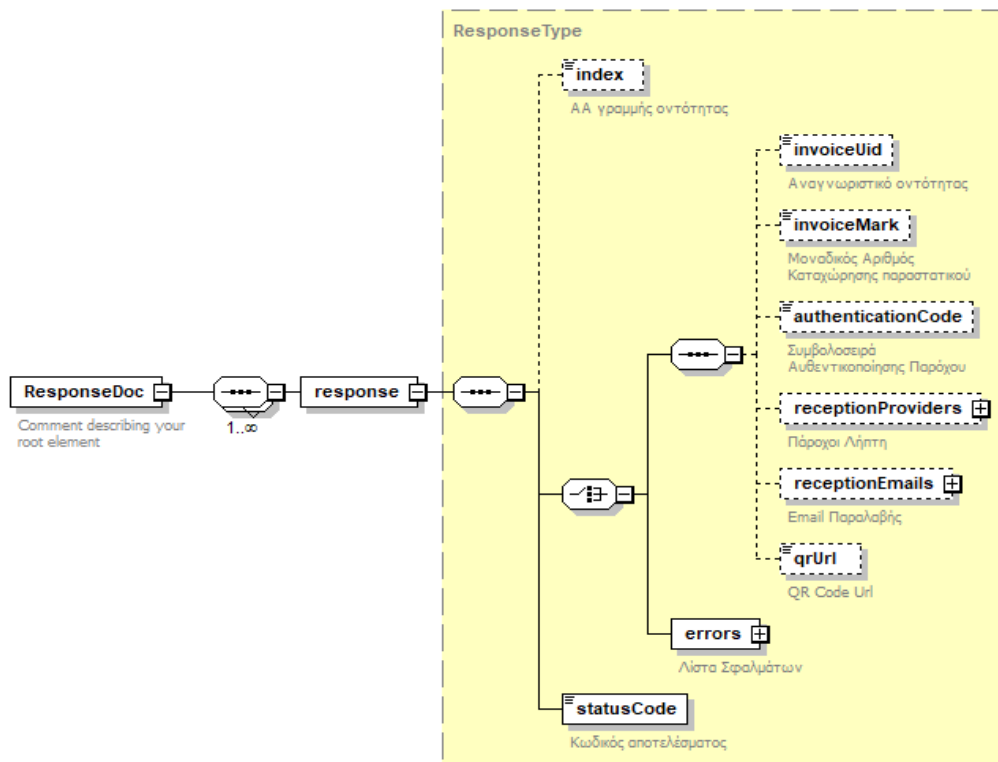 ResponseType
index
ΑΑ γραμμής οντότητας
invoiceUid
Αναγνωριστικό οντότητας
invoiceMark
Μοναδικός Αριθμός
Καταχώρησης παραστατικού
authenticationCode
Συμβολοσειρά
Αυθεντικοποίησης Παρόχου
ResponseDoc
response
Comment describing your
root element
1..∞
receptionProviders
Πάροχοι Λήπτη
receptionEmails
Email Παραλαβής
qrUrl
QR Code Url
errors
Λίστα Σφαλμάτων
statusCode
Κωδικός αποτελέσματος